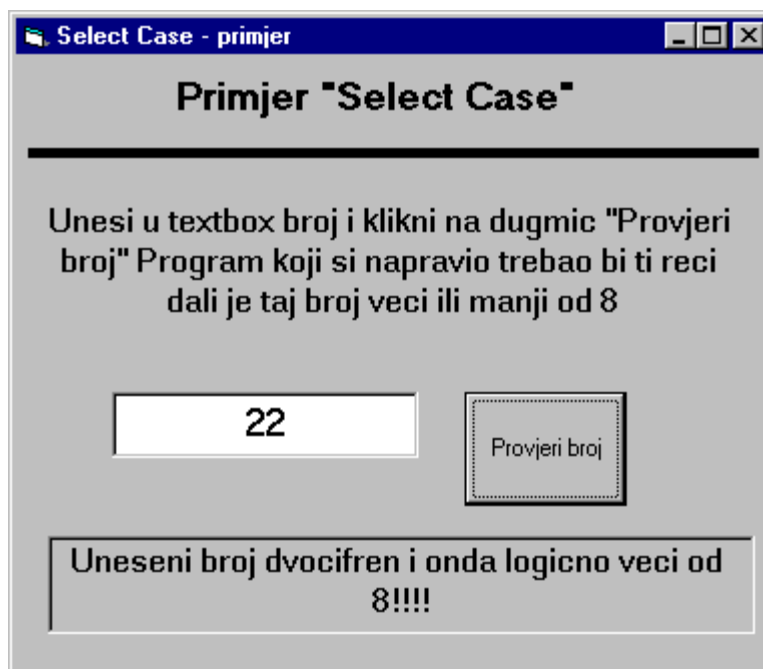 Select Case - primjer
Primjer "Select Case"
Unesi u textbox broj i klikni na dugmic "Provjeri
broj" Program koji si napravio trebao bi ti reci
dali je taj broj veci ili manji od 8
22
Provjeri broj
Uneseni broj dvocifren i onda logicno veci od
8!!!!